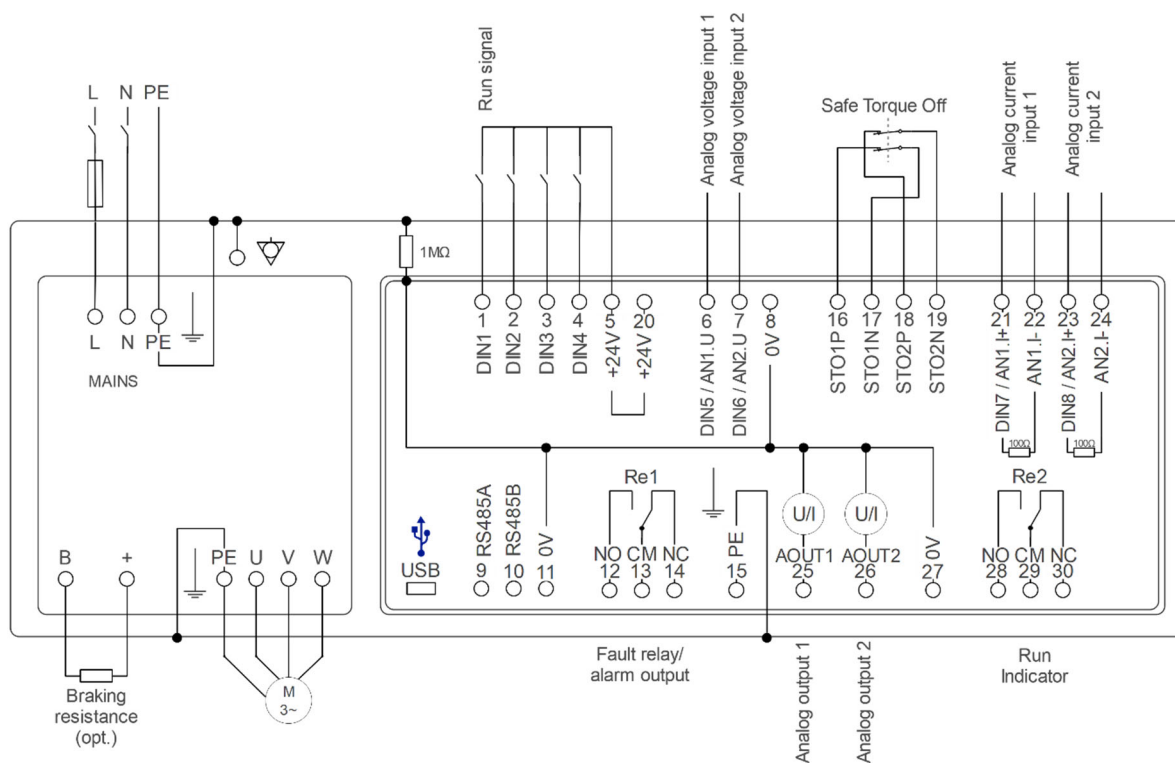 L N PE
Run signal
Analog voltage input 1
Analog voltage input 2
Safe Torque Off
Analog current
input 1
Analog current
input 2
1MΩ
L N PE
MAINS
1 2 3 4 5 20 6 7 8 16 17 18 19 21 22 23 24
DIN1
DIN2
DIN3
DIN4
+24V
+24V
DIN5 / AN1.U
DIN6 / AN2.U
0V
STO1P
STO1N
STO2P
STO2N
DIN7 / AN1.I+
AN1.I-
DIN8 / AN2.I+
AN2.I-
100Ω
100Ω
B + PE U V W
USB
RS485A
9
RS485B
10
0V
11
Re1
NO CM NC
12 13 14
PE
15
U/I
U/I
AOUT1
25
AOUT2
26
0V
27
Re2
NO CM NC
28 29 30
Braking
resistance
(opt.)
M
3~
Fault relay/
alarm output
Analog output 1
Analog output 2
Run
Indicator